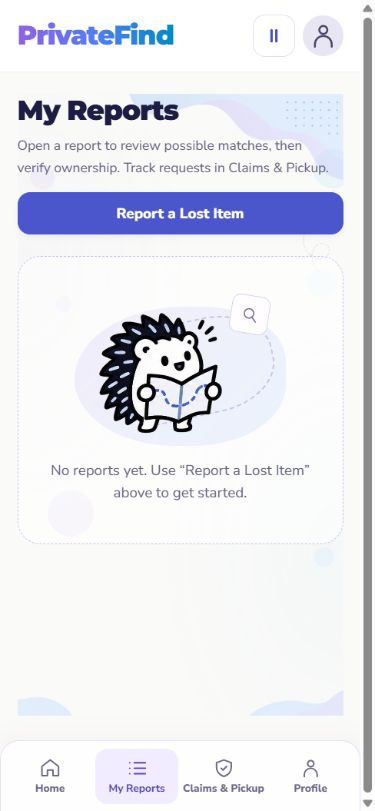 PrivateFind
My Reports
Open a report to review possible matches, then
verify ownership. Track requests in Claims & Pickup.
Report a Lost Item
No reports yet. Use “Report a Lost Item”
above to get started.
Home
My Reports
Claims & Pickup
Profile